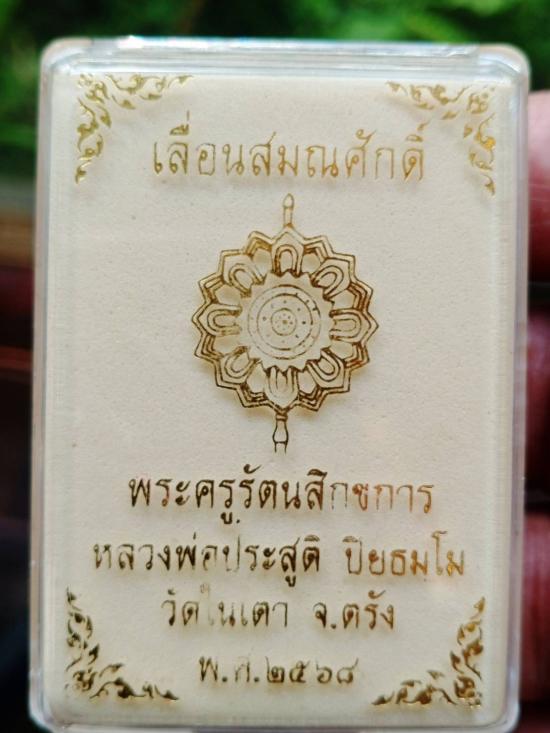 เลื่อนสมณศักดิ์
พระครูรัตนสิกขการ
หลวงพ่อประสูติ ปิยธมฺโม
วัดในเตา จ.ตรัง
พ.ศ.๒๕๖๘